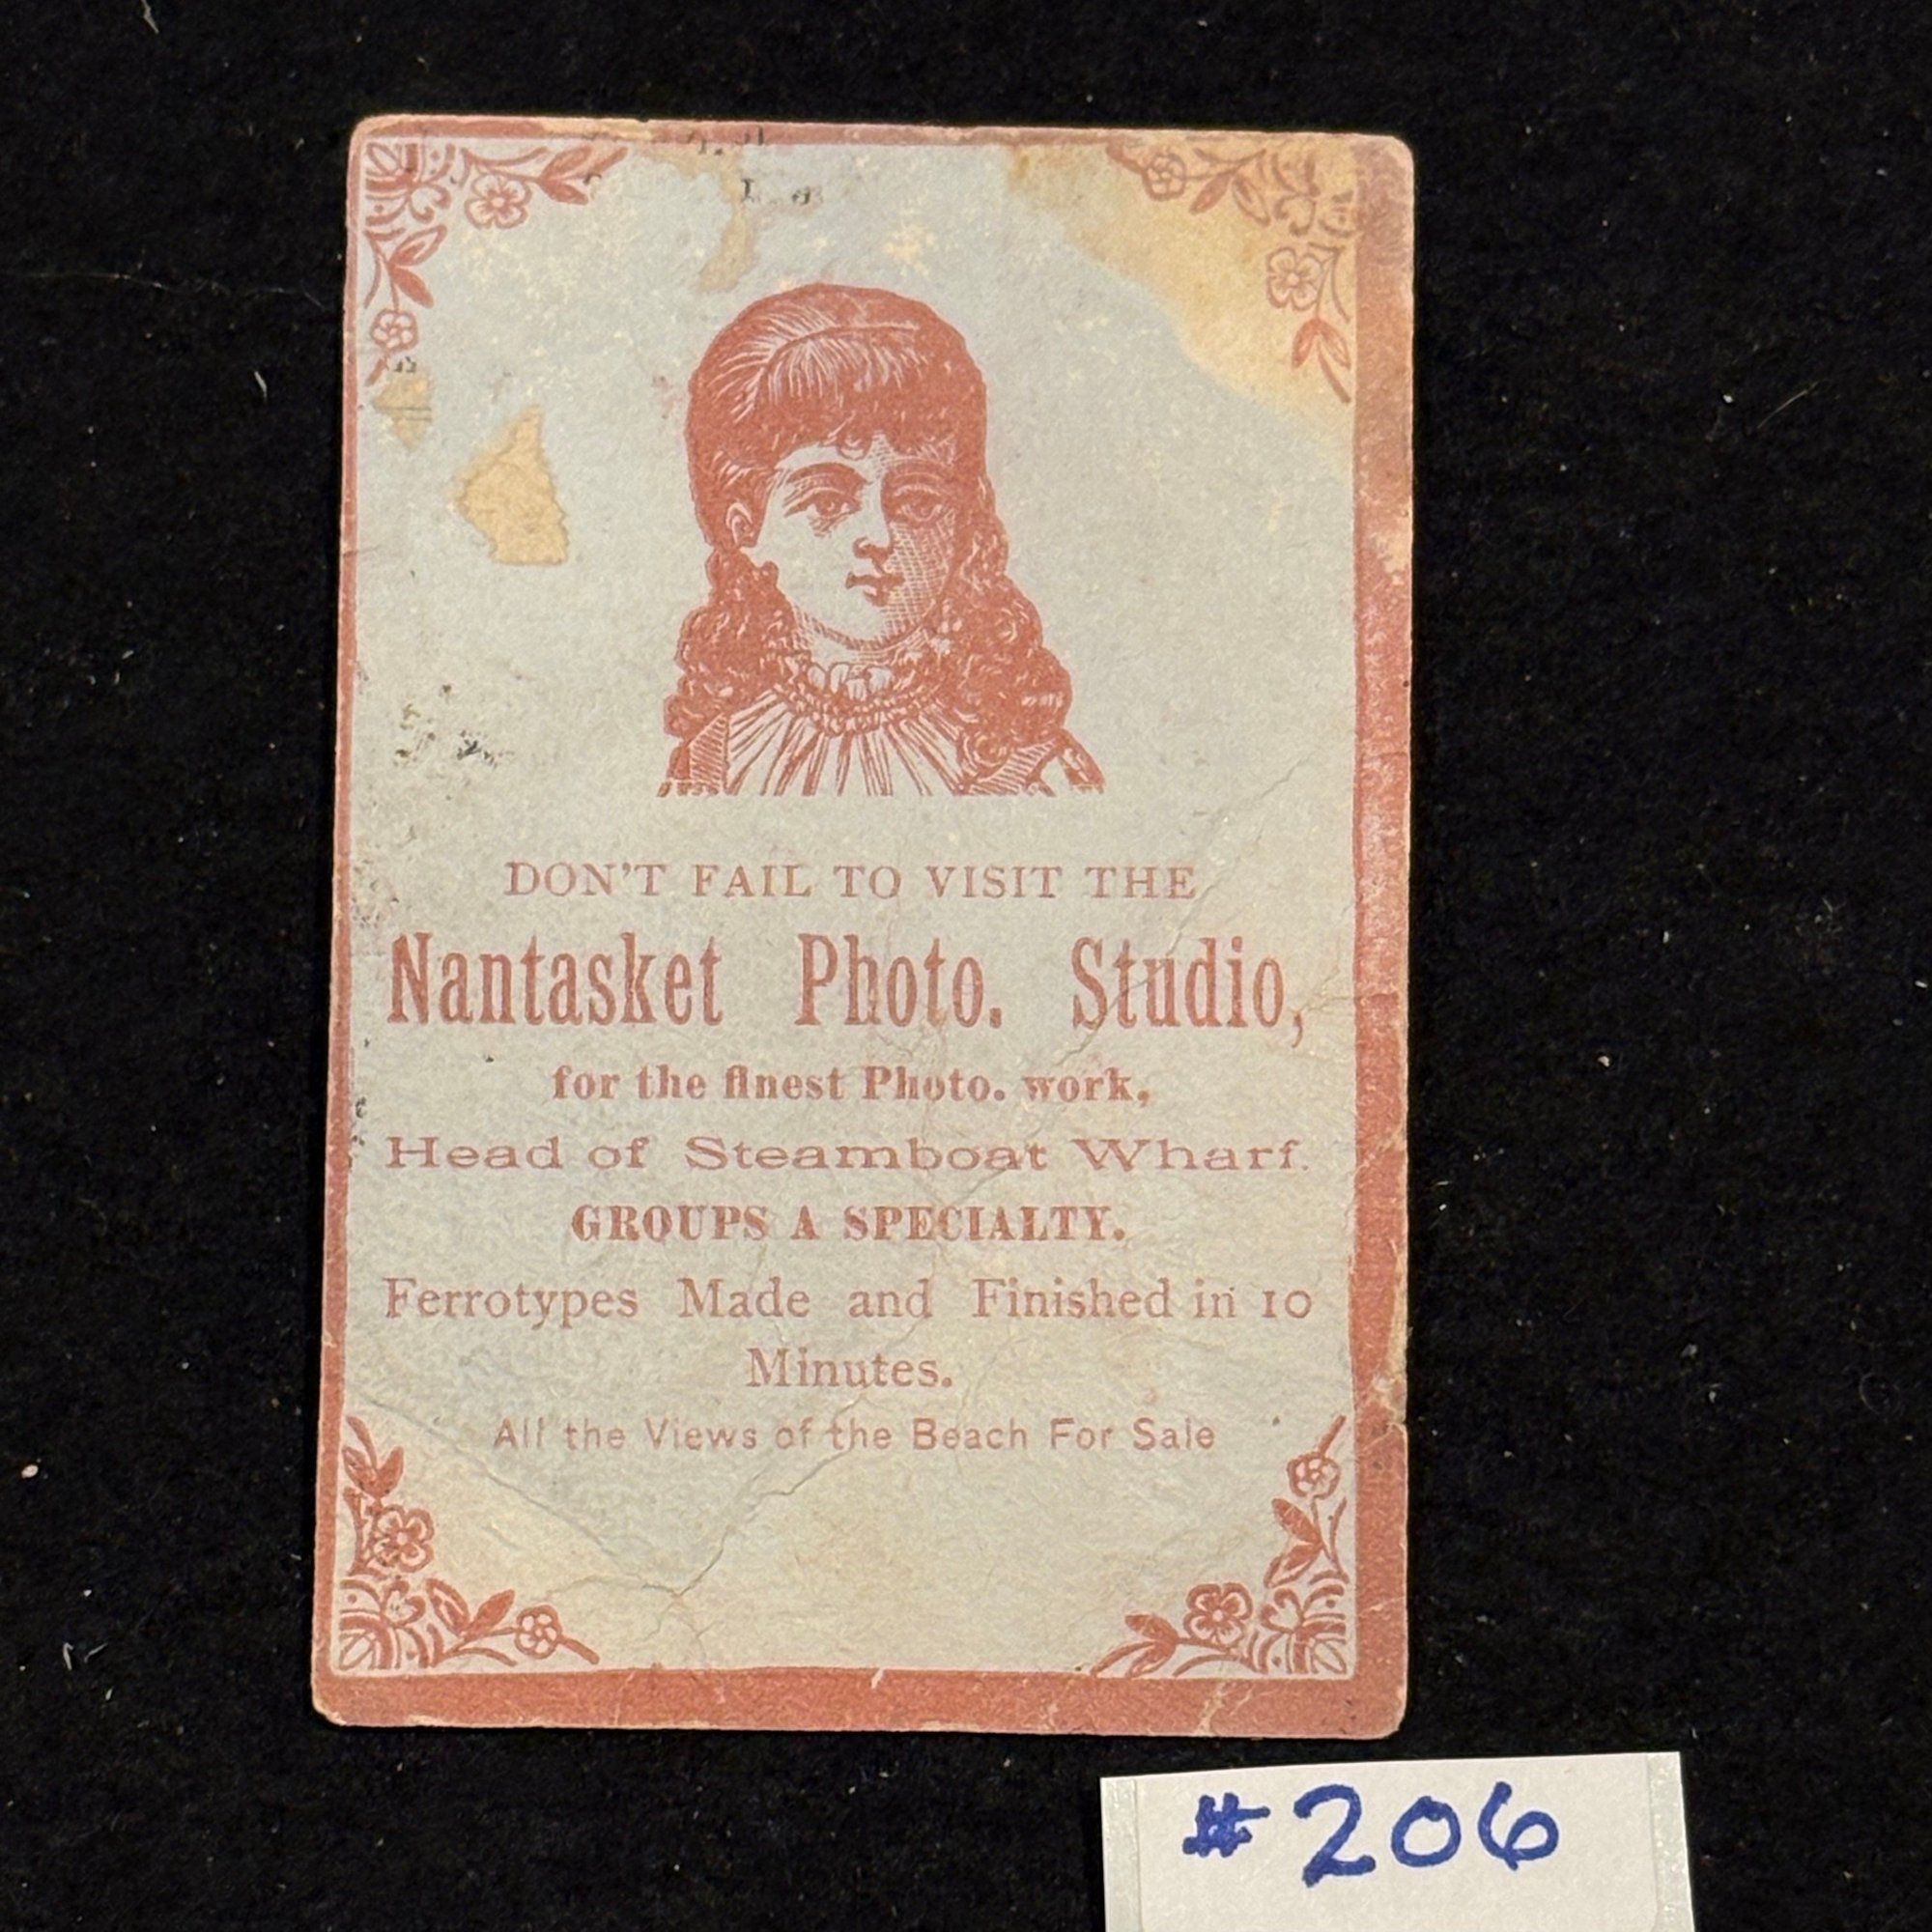 DON'T FAIL TO VISIT THE
Nantasket Photo. Studio,
for the finest Photo. work,
Head of Steamboat Wharf.
GROUPS A SPECIALTY.
Ferrotypes Made and Finished in 10
Minutes.
All the Views of the Beach For Sale
#206